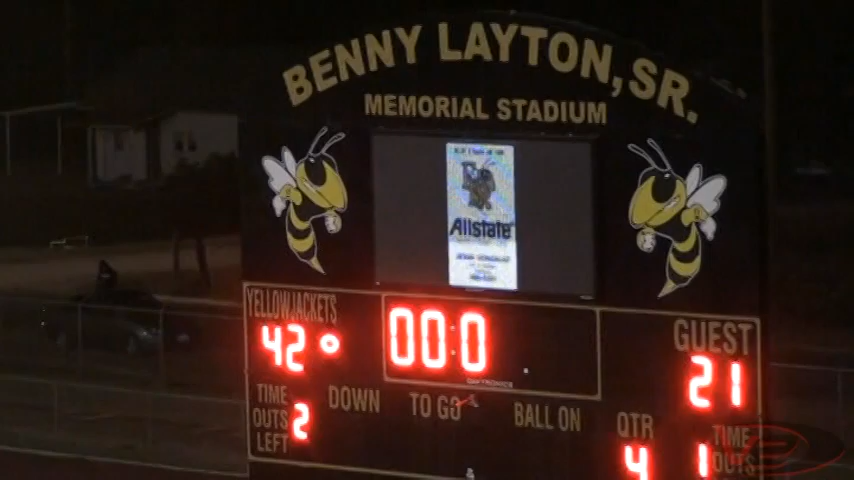 BENNY LAYTON, SR.
MEMORIAL STADIUM
Allstate
YELLOWJACKETS
GUEST
42
00:0
21
TIME OUTS LEFT
2
DOWN
TO GO
BALL ON
QTR
4
1
TIME OUTS
DAKTRONICS